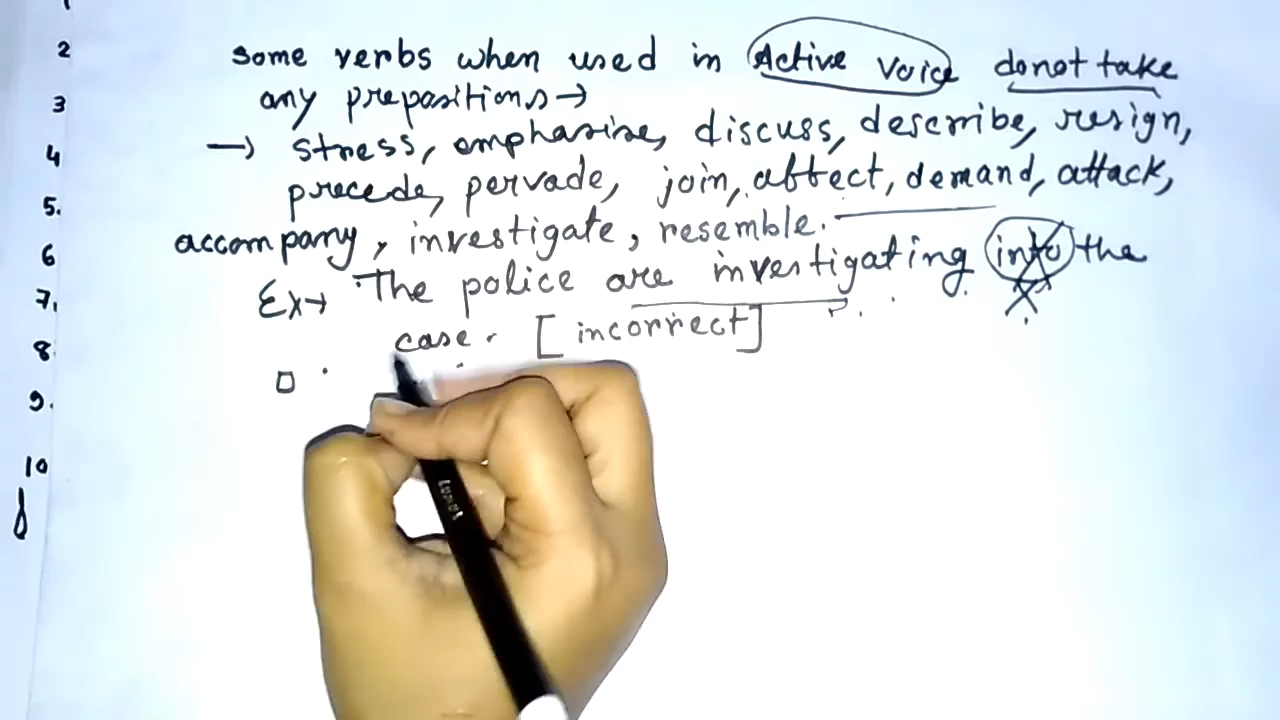 some verbs when used in Active Voice donot take
any prepasitions→
→ stress, emphasise, discuss, describe, resign,
precede, pervade, join, affect, demand, attack,
accompany, investigate, resemble.
Ex→ The police are investigating into the
case. [incorrect]
1
2
3
4
5.
6
7.
8
9.
10